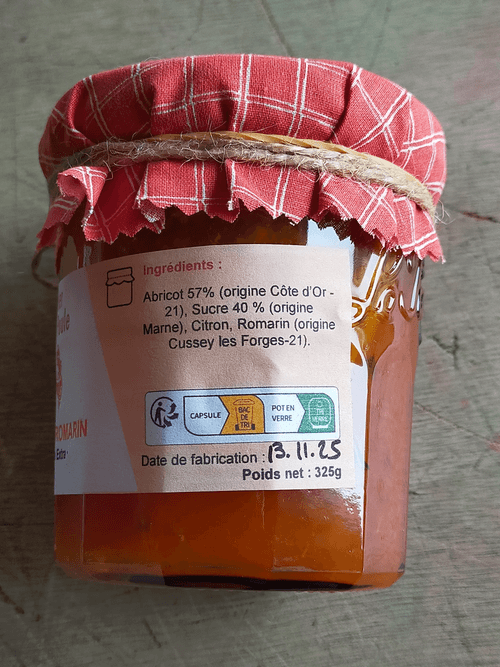 Ingrédients :
Abricot 57% (origine Côte d'Or -
21), Sucre 40 % (origine
Marne), Citron, Romarin (origine
Cussey les Forges-21).
CAPSULE
BAC
DE
TRI
POT EN
VERRE
Date de fabrication : 13.11.25
Poids net : 325g
ROMARIN